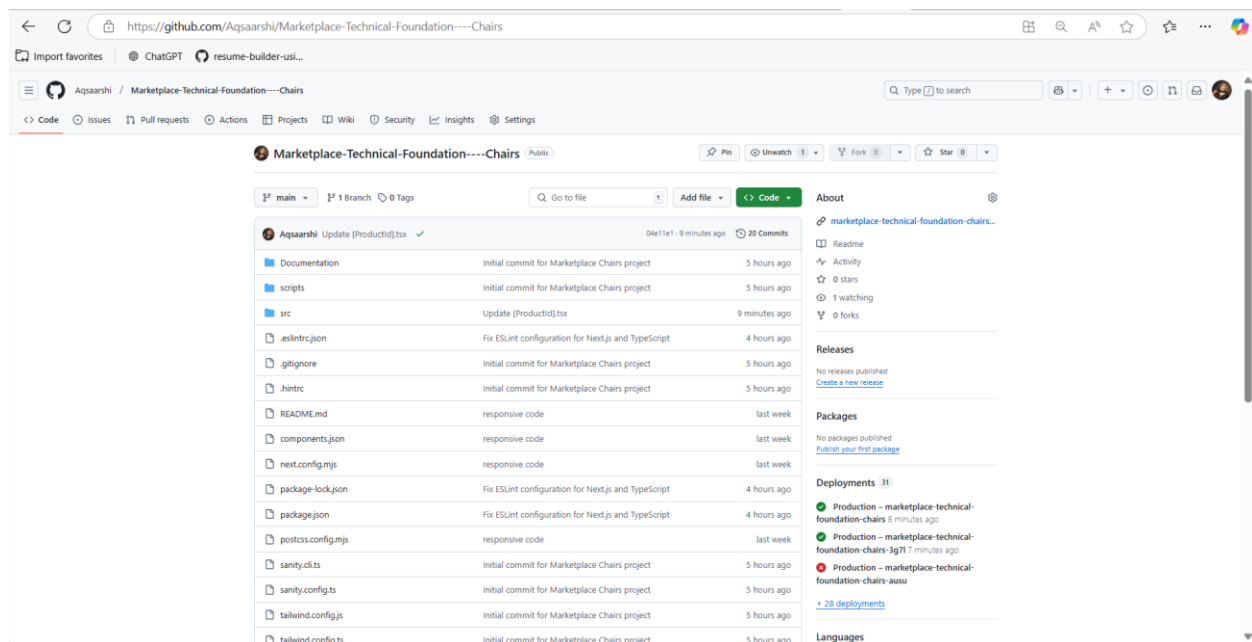 https://github.com/Aqsaarshi/Marketplace-Technical-Foundation----Chairs
Import favorites ChatGPT resume-builder-usi...
Aqsaarshi / Marketplace-Technical-Foundation----Chairs Type / to search
Code Issues Pull requests Actions Projects Wiki Security Insights Settings
Marketplace-Technical-Foundation----Chairs Public Pin Unwatch 1 Fork 0 Star 0
main 1 Branch 0 Tags Go to file t Add file Code
Aqsaarshi Update [ProductId].tsx 04e11e1 · 9 minutes ago 20 Commits
Documentation Initial commit for Marketplace Chairs project 5 hours ago
scripts Initial commit for Marketplace Chairs project 5 hours ago
src Update [ProductId].tsx 9 minutes ago
.eslintrc.json Fix ESLint configuration for Next.js and TypeScript 4 hours ago
.gitignore Initial commit for Marketplace Chairs project 5 hours ago
.hintrc Initial commit for Marketplace Chairs project 5 hours ago
README.md responsive code last week
components.json responsive code last week
next.config.mjs responsive code last week
package-lock.json Fix ESLint configuration for Next.js and TypeScript 4 hours ago
package.json Fix ESLint configuration for Next.js and TypeScript 4 hours ago
postcss.config.mjs responsive code last week
sanity.cli.ts Initial commit for Marketplace Chairs project 5 hours ago
sanity.config.ts Initial commit for Marketplace Chairs project 5 hours ago
tailwind.config.js Initial commit for Marketplace Chairs project 5 hours ago
tailwind.config.ts Initial commit for Marketplace Chairs project 5 hours ago
About
marketplace-technical-foundation-chairs...
Readme
Activity
0 stars
1 watching
0 forks
Releases
No releases published
Create a new release
Packages
No packages published
Publish your first package
Deployments 31
Production – marketplace-technical-
foundation-chairs 8 minutes ago
Production – marketplace-technical-
foundation-chairs-3g7l 7 minutes ago
Production – marketplace-technical-
foundation-chairs-ausu
+ 28 deployments
Languages